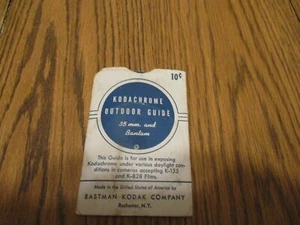 10¢
KODACHROME
OUTDOOR GUIDE
35 mm. and
Bantam
This Guide is for use in exposing
Kodachrome under various daylight con-
ditions in cameras accepting K-135
and K-828 Films.
Made in the United States of America by
EASTMAN KODAK COMPANY
Rochester, N.Y.